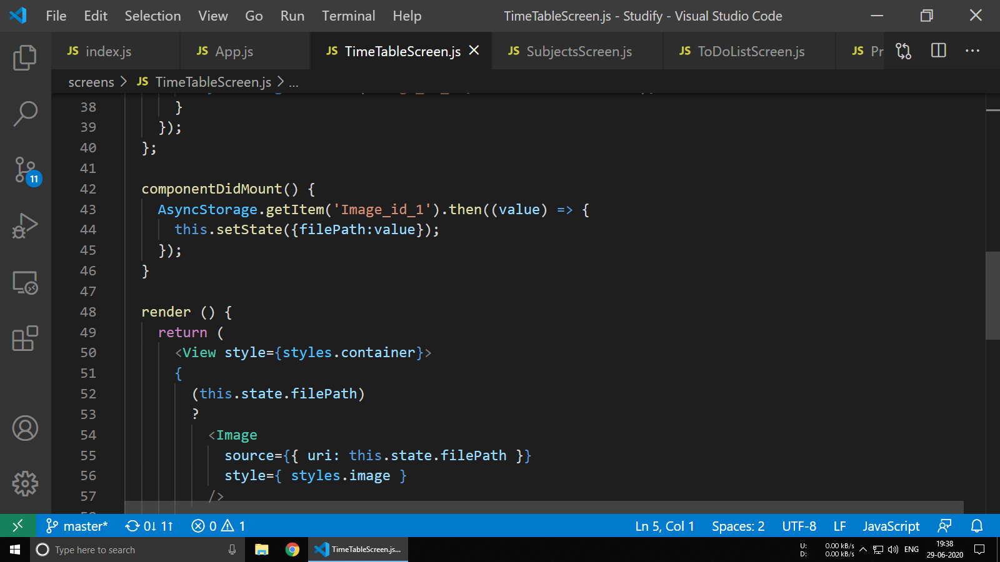 File Edit Selection View Go Run Terminal Help TimeTableScreen.js - Studify - Visual Studio Code
JS index.js JS App.js JS TimeTableScreen.js JS SubjectsScreen.js JS ToDoListScreen.js JS Pr
screens > JS TimeTableScreen.js > ...
38 }
39 });
40 };
41
42 componentDidMount() {
43 AsyncStorage.getItem('Image_id_1').then((value) => {
44 this.setState({filePath:value});
45 });
46 }
47
48 render () {
49 return (
50 <View style={styles.container}>
51 {
52 (this.state.filePath)
53 ?
54 <Image
55 source={{ uri: this.state.filePath }}
56 style={ styles.image }
57 />
11
master* 0↓ 1↑ 0 1 Ln 5, Col 1 Spaces: 2 UTF-8 LF JavaScript
Type here to search TimeTableScreen.js... U: 0.00 kB/s D: 0.00 kB/s ENG 19:38 29-06-2020